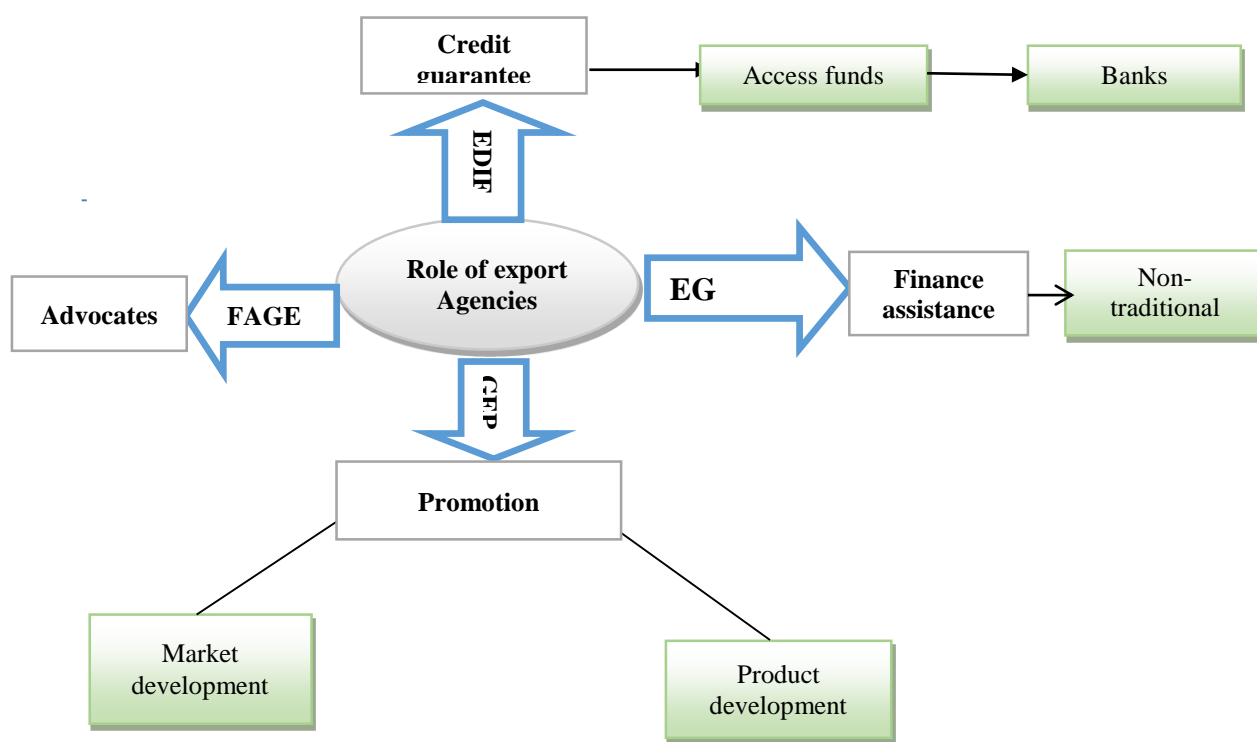 Credit
guarantee
Access funds
Banks
EDIF
Role of export
Agencies
EG
Finance
assistance
Non-
traditional
Advocates
FAGE
Promotion
Market
development
Product
development